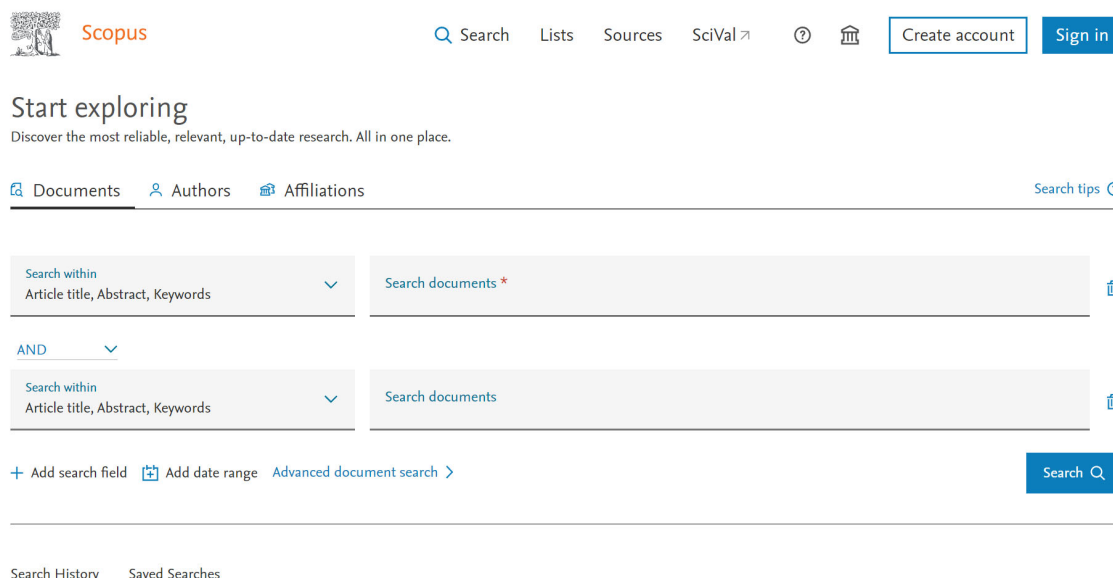 Scopus
Search Lists Sources SciVal Create account Sign in
Start exploring
Discover the most reliable, relevant, up-to-date research. All in one place.
Documents Authors Affiliations Search tips
Search within
Article title, Abstract, Keywords
Search documents *
AND
Search within
Article title, Abstract, Keywords
Search documents
Add search field Add date range Advanced document search
Search
Search History Saved Searches